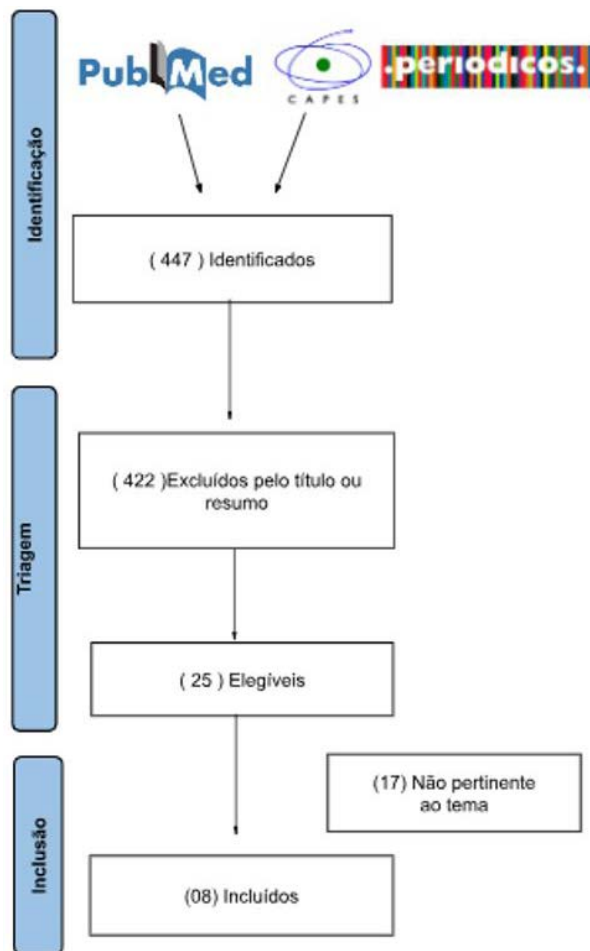 PubMed
CAPES
.periodicos.
Identificação
( 447 ) Identificados
Triagem
( 422 )Excluídos pelo título ou
resumo
( 25 ) Elegíveis
Inclusão
(17) Não pertinente
ao tema
(08) Incluídos